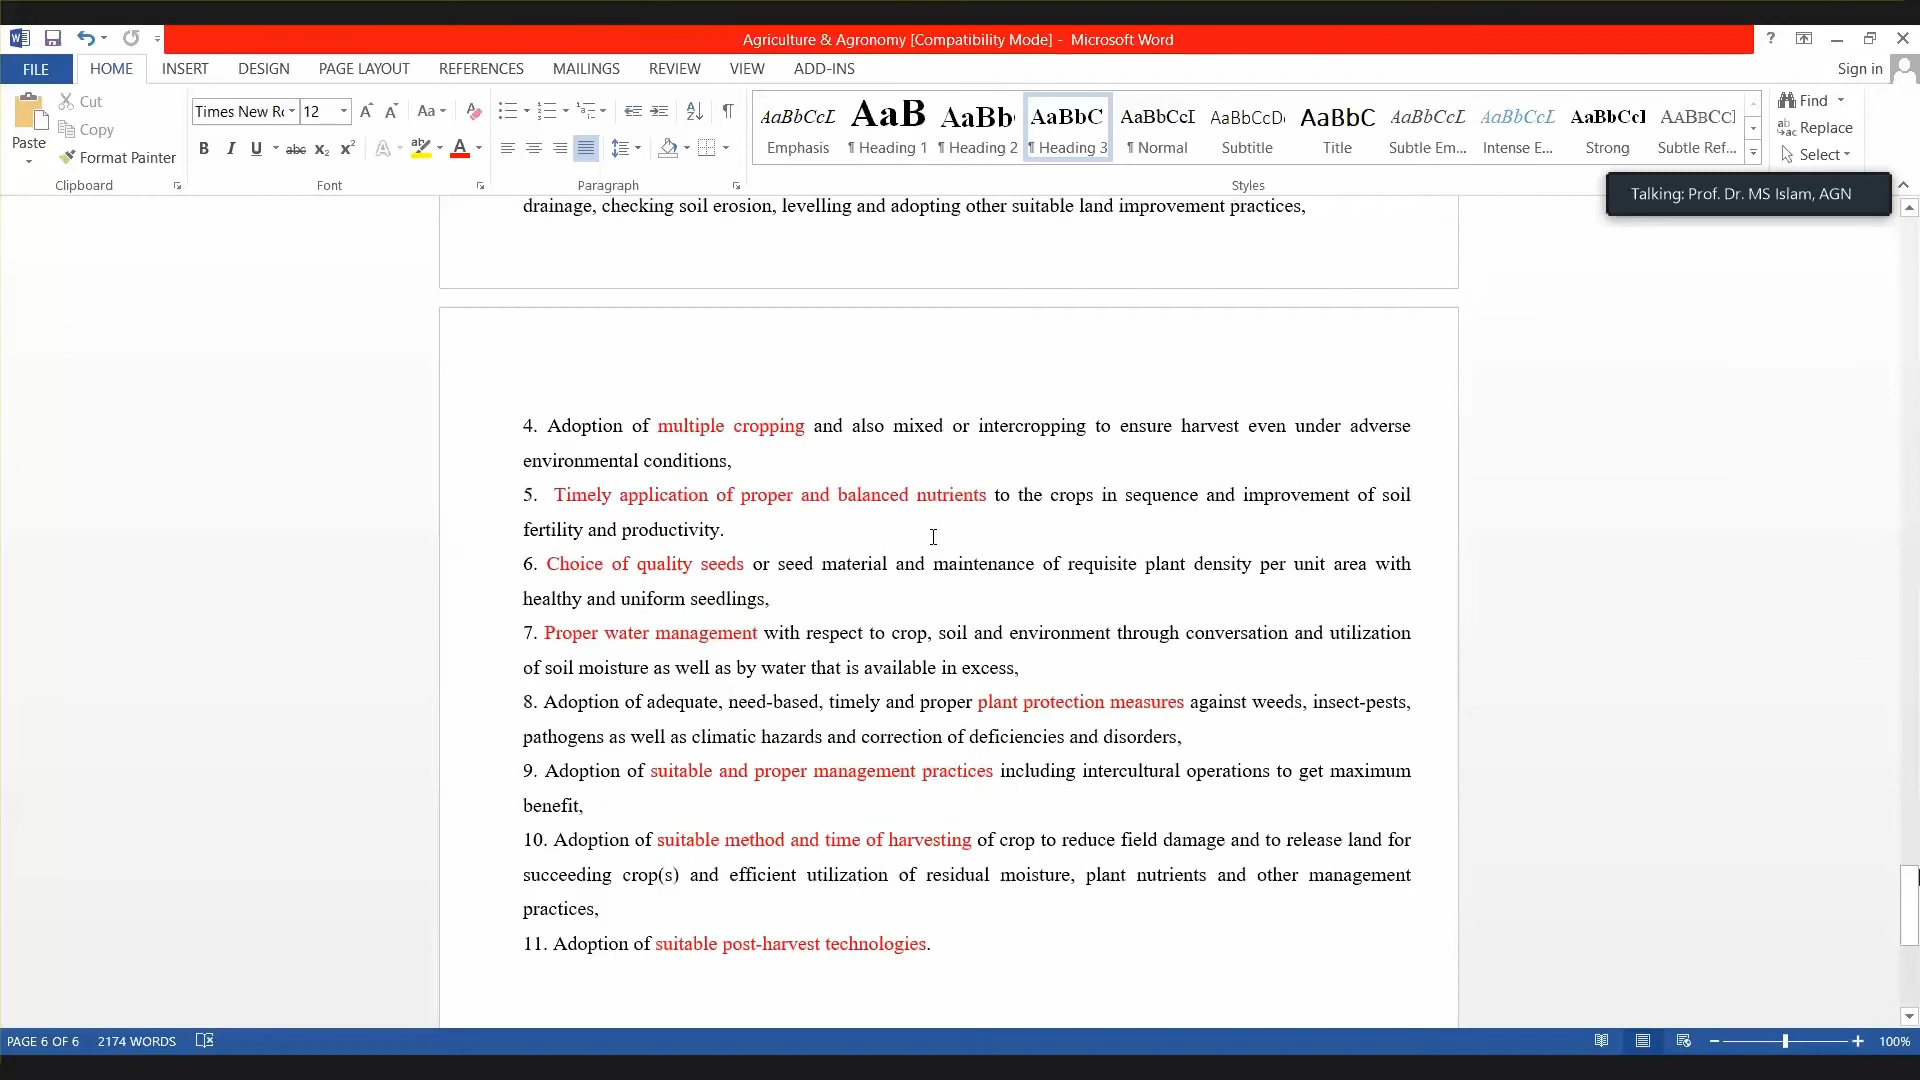 Agriculture & Agronomy [Compatibility Mode] - Microsoft Word
?
FILE HOME INSERT DESIGN PAGE LAYOUT REFERENCES MAILINGS REVIEW VIEW ADD-INS Sign in
Paste
Cut
Copy
Format Painter
Clipboard
Times New Ro 12
Font
Paragraph
AaBbCcL AaB AaBb AaBbC AaBbCcI AaBbCcD AaBbC AaBbCcL AaBbCcL AaBbCcI AaBbCcI
Emphasis ¶ Heading 1 ¶ Heading 2 ¶ Heading 3 ¶ Normal Subtitle Title Subtle Em... Intense E... Strong Subtle Ref...
Styles
Find
Replace
Select
Talking: Prof. Dr. MS Islam, AGN
drainage, checking soil erosion, levelling and adopting other suitable land improvement practices,
4. Adoption of multiple cropping and also mixed or intercropping to ensure harvest even under adverse
environmental conditions,
5. Timely application of proper and balanced nutrients to the crops in sequence and improvement of soil
fertility and productivity.
6. Choice of quality seeds or seed material and maintenance of requisite plant density per unit area with
healthy and uniform seedlings,
7. Proper water management with respect to crop, soil and environment through conversation and utilization
of soil moisture as well as by water that is available in excess,
8. Adoption of adequate, need-based, timely and proper plant protection measures against weeds, insect-pests,
pathogens as well as climatic hazards and correction of deficiencies and disorders,
9. Adoption of suitable and proper management practices including intercultural operations to get maximum
benefit,
10. Adoption of suitable method and time of harvesting of crop to reduce field damage and to release land for
succeeding crop(s) and efficient utilization of residual moisture, plant nutrients and other management
practices,
11. Adoption of suitable post-harvest technologies.
PAGE 6 OF 6 2174 WORDS 100%